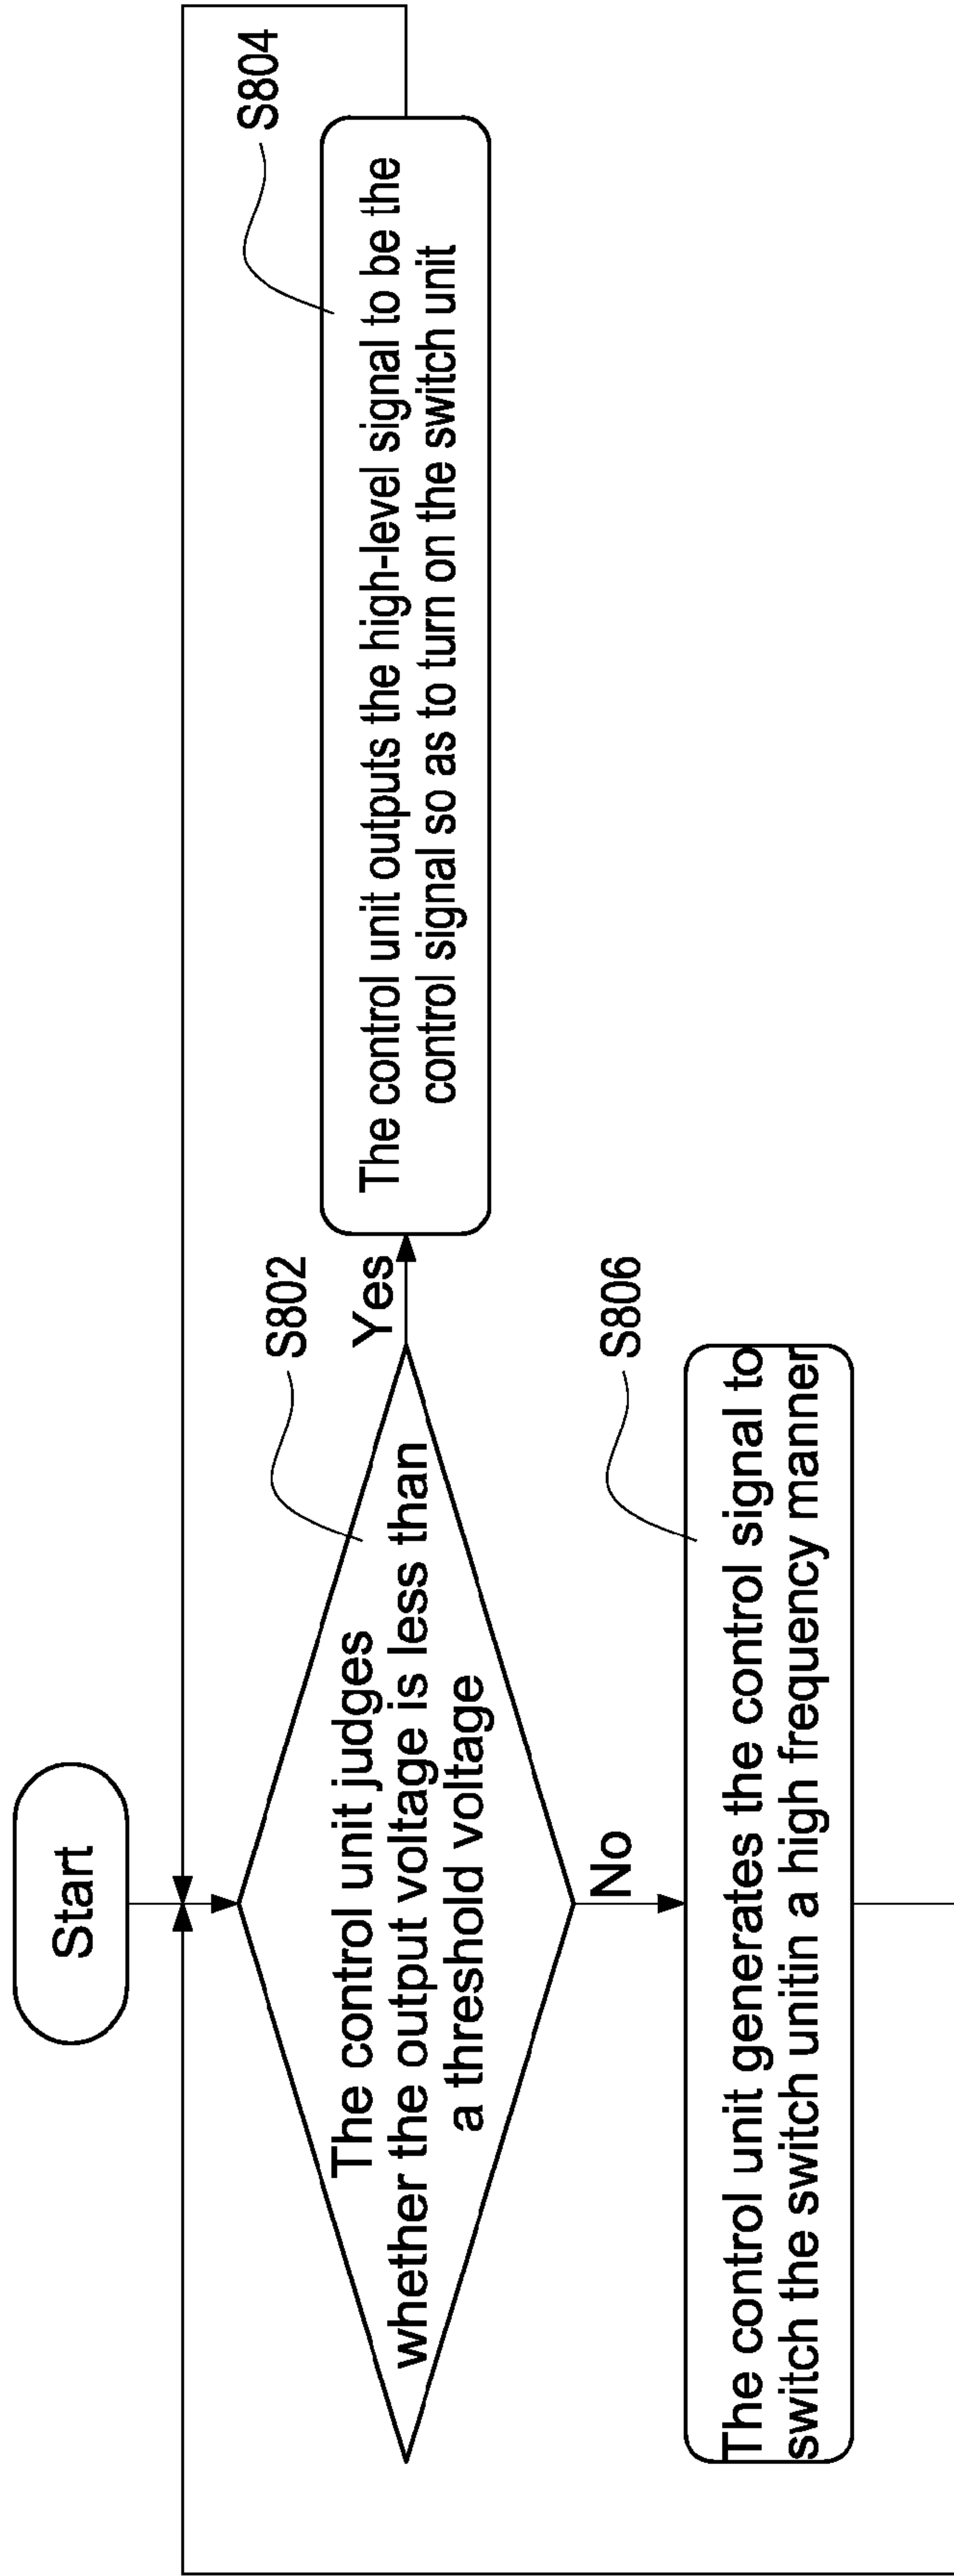 Start
S802
The control unit judges
whether the output voltage is less than
a threshold voltage
Yes
S804
The control unit outputs the high-level signal to be the
control signal so as to turn on the switch unit
No
S806
The control unit generates the control signal to
switch the switch unitin a high frequency manner